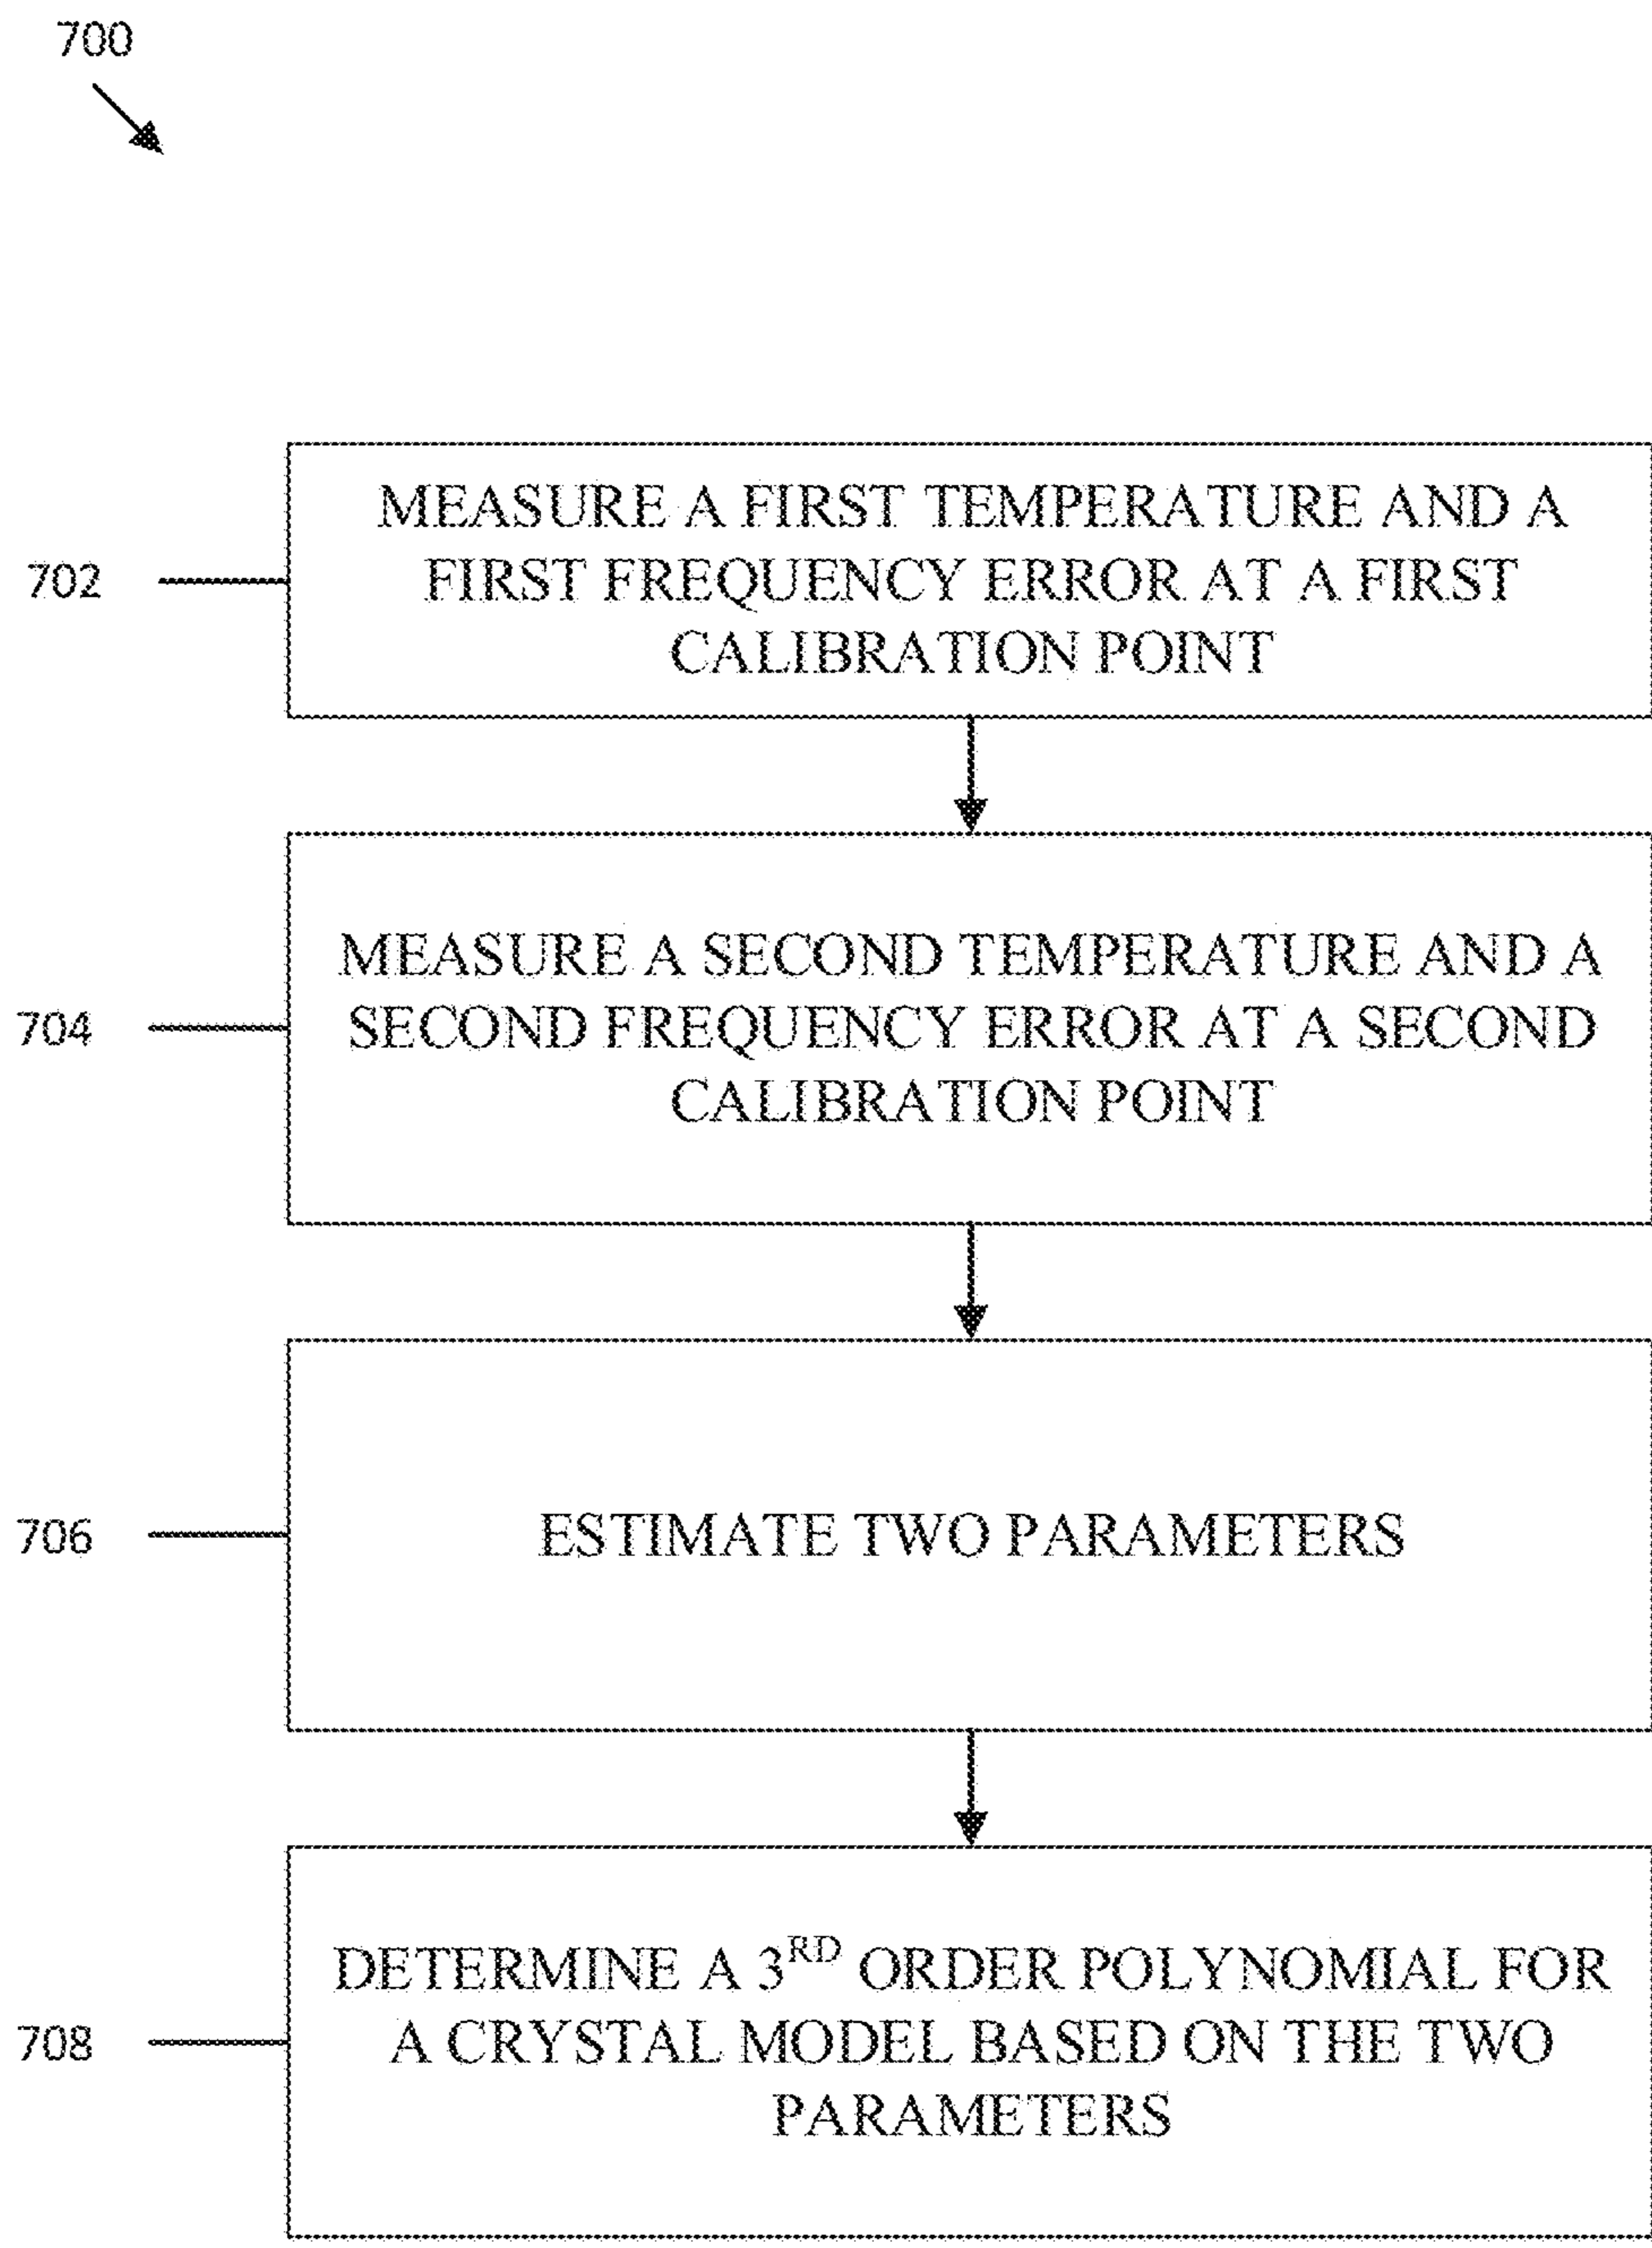 700
702
MEASURE A FIRST TEMPERATURE AND A
FIRST FREQUENCY ERROR AT A FIRST
CALIBRATION POINT
704
MEASURE A SECOND TEMPERATURE AND A
SECOND FREQUENCY ERROR AT A SECOND
CALIBRATION POINT
706
ESTIMATE TWO PARAMETERS
708
DETERMINE A 3RD ORDER POLYNOMIAL FOR
A CRYSTAL MODEL BASED ON THE TWO
PARAMETERS